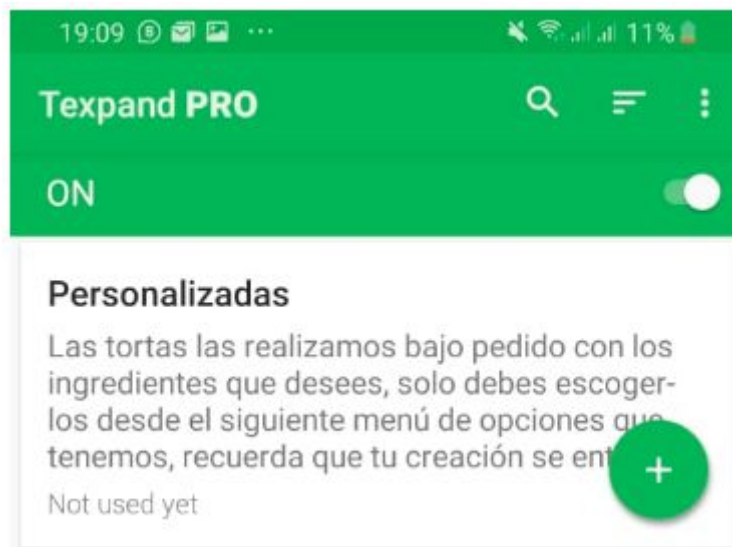 19:09 ··· 11%
Texpand PRO
ON
Personalizadas
Las tortas las realizamos bajo pedido con los
ingredientes que desees, solo debes escoger-
los desde el siguiente menú de opciones que
tenemos, recuerda que tu creación se
Not used yet